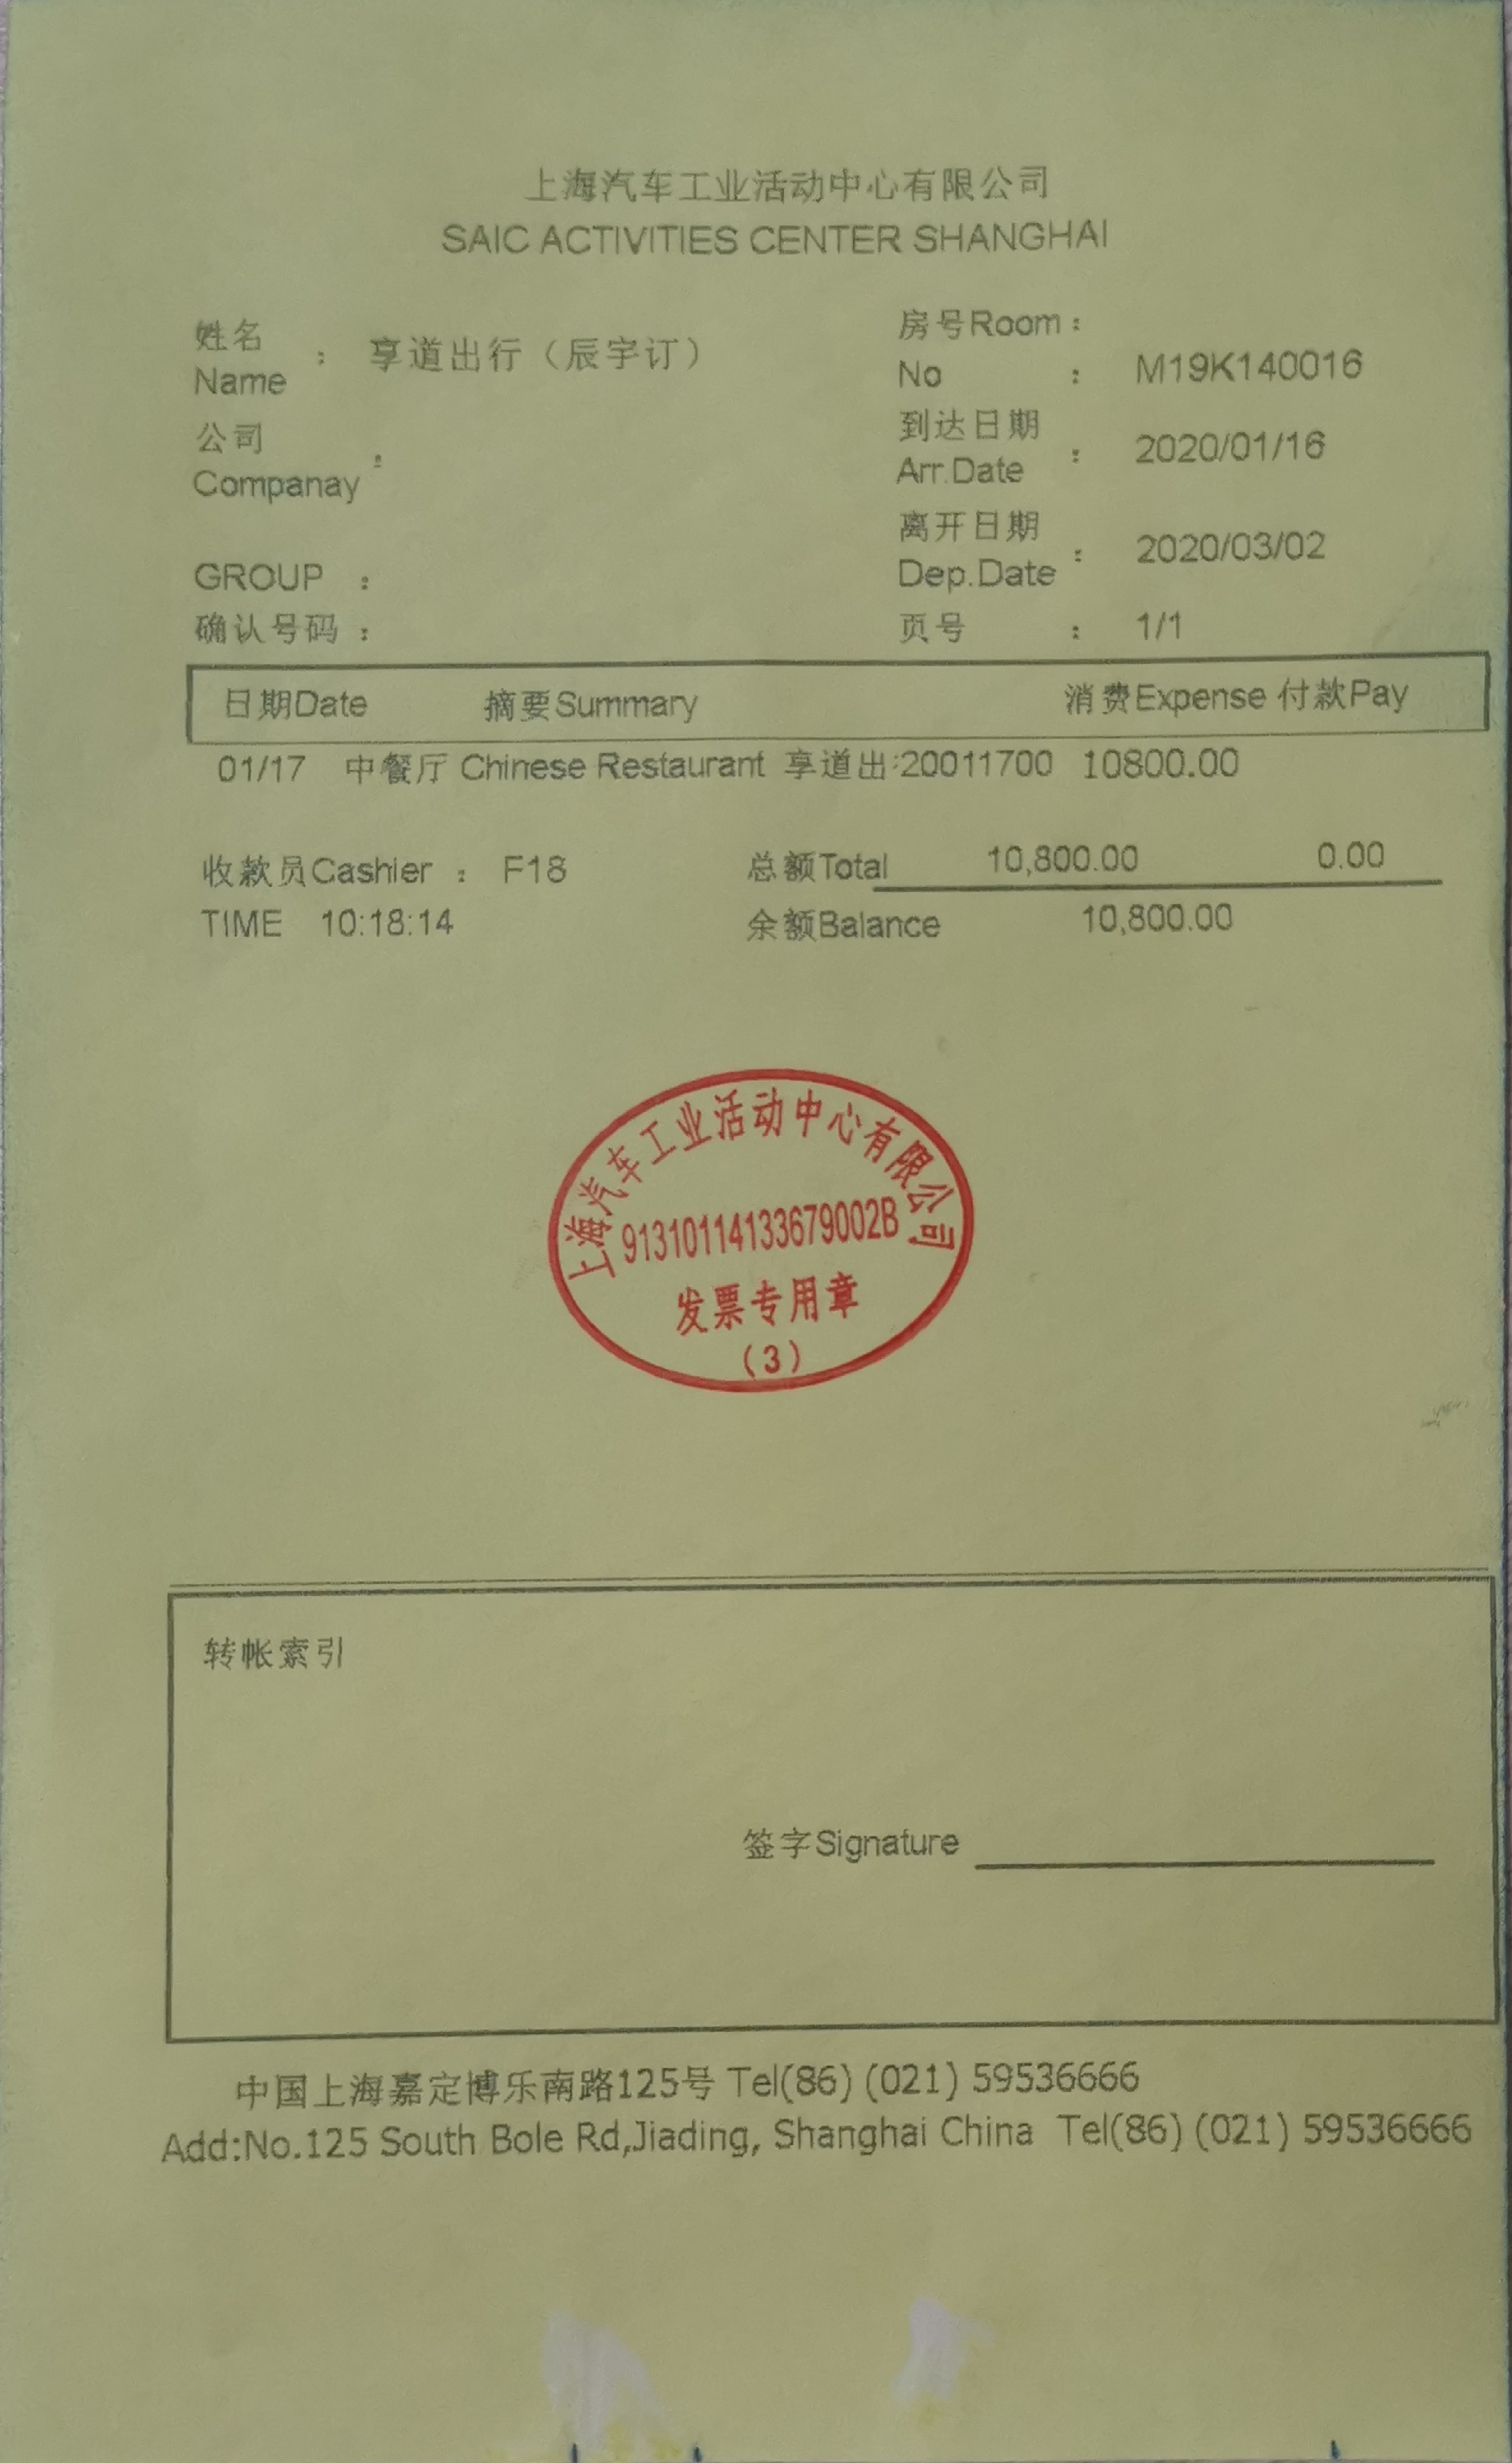 上海汽车工业活动中心有限公司
SAIC ACTIVITIES CENTER SHANGHAI
姓名
Name ： 享道出行（辰宇订）
房号Room：
No ： M19K140016
公司
Companay ：
到达日期
Arr.Date ： 2020/01/16
离开日期
Dep.Date ： 2020/03/02
GROUP ：
确认号码：
页号 ： 1/1
日期Date 摘要Summary 消费Expense 付款Pay
01/17 中餐厅 Chinese Restaurant 享道出:20011700 10800.00
收款员Cashier ： F18 总额Total 10,800.00 0.00
TIME 10:18:14 余额Balance 10,800.00
上海汽车工业活动中心有限公司
91310114133679002B
发票专用章
（3）
转帐索引
签字Signature
中国上海嘉定博乐南路125号 Tel(86) (021) 59536666
Add:No.125 South Bole Rd,Jiading, Shanghai China Tel(86) (021) 59536666